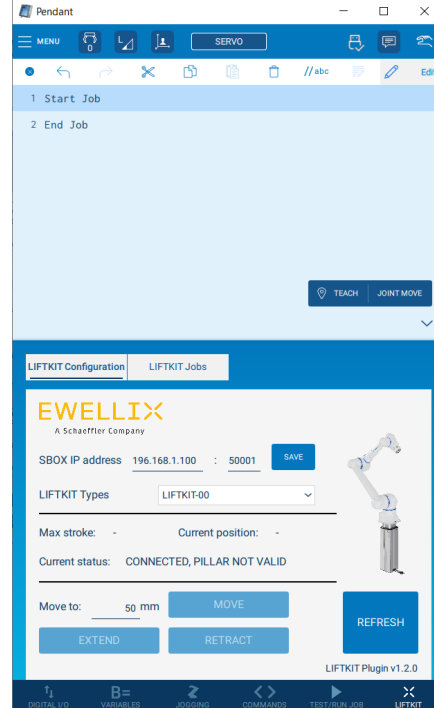 Pendant
MENU 0 SERVO
//abc Edi
1 Start Job
2 End Job
TEACH JOINT MOVE
LIFTKIT Configuration LIFTKIT Jobs
EWELLIX
A Schaeffler Company
SBOX IP address 196.168.1.100 : 50001 SAVE
LIFTKIT Types LIFTKIT-00
Max stroke: - Current position: -
Current status: CONNECTED, PILLAR NOT VALID
Move to: 50 mm MOVE
EXTEND RETRACT REFRESH
LIFTKIT Plugin v1.2.0
DIGITAL I/O B= VARIABLES JOGGING COMMANDS TEST/RUN JOB LIFTKIT